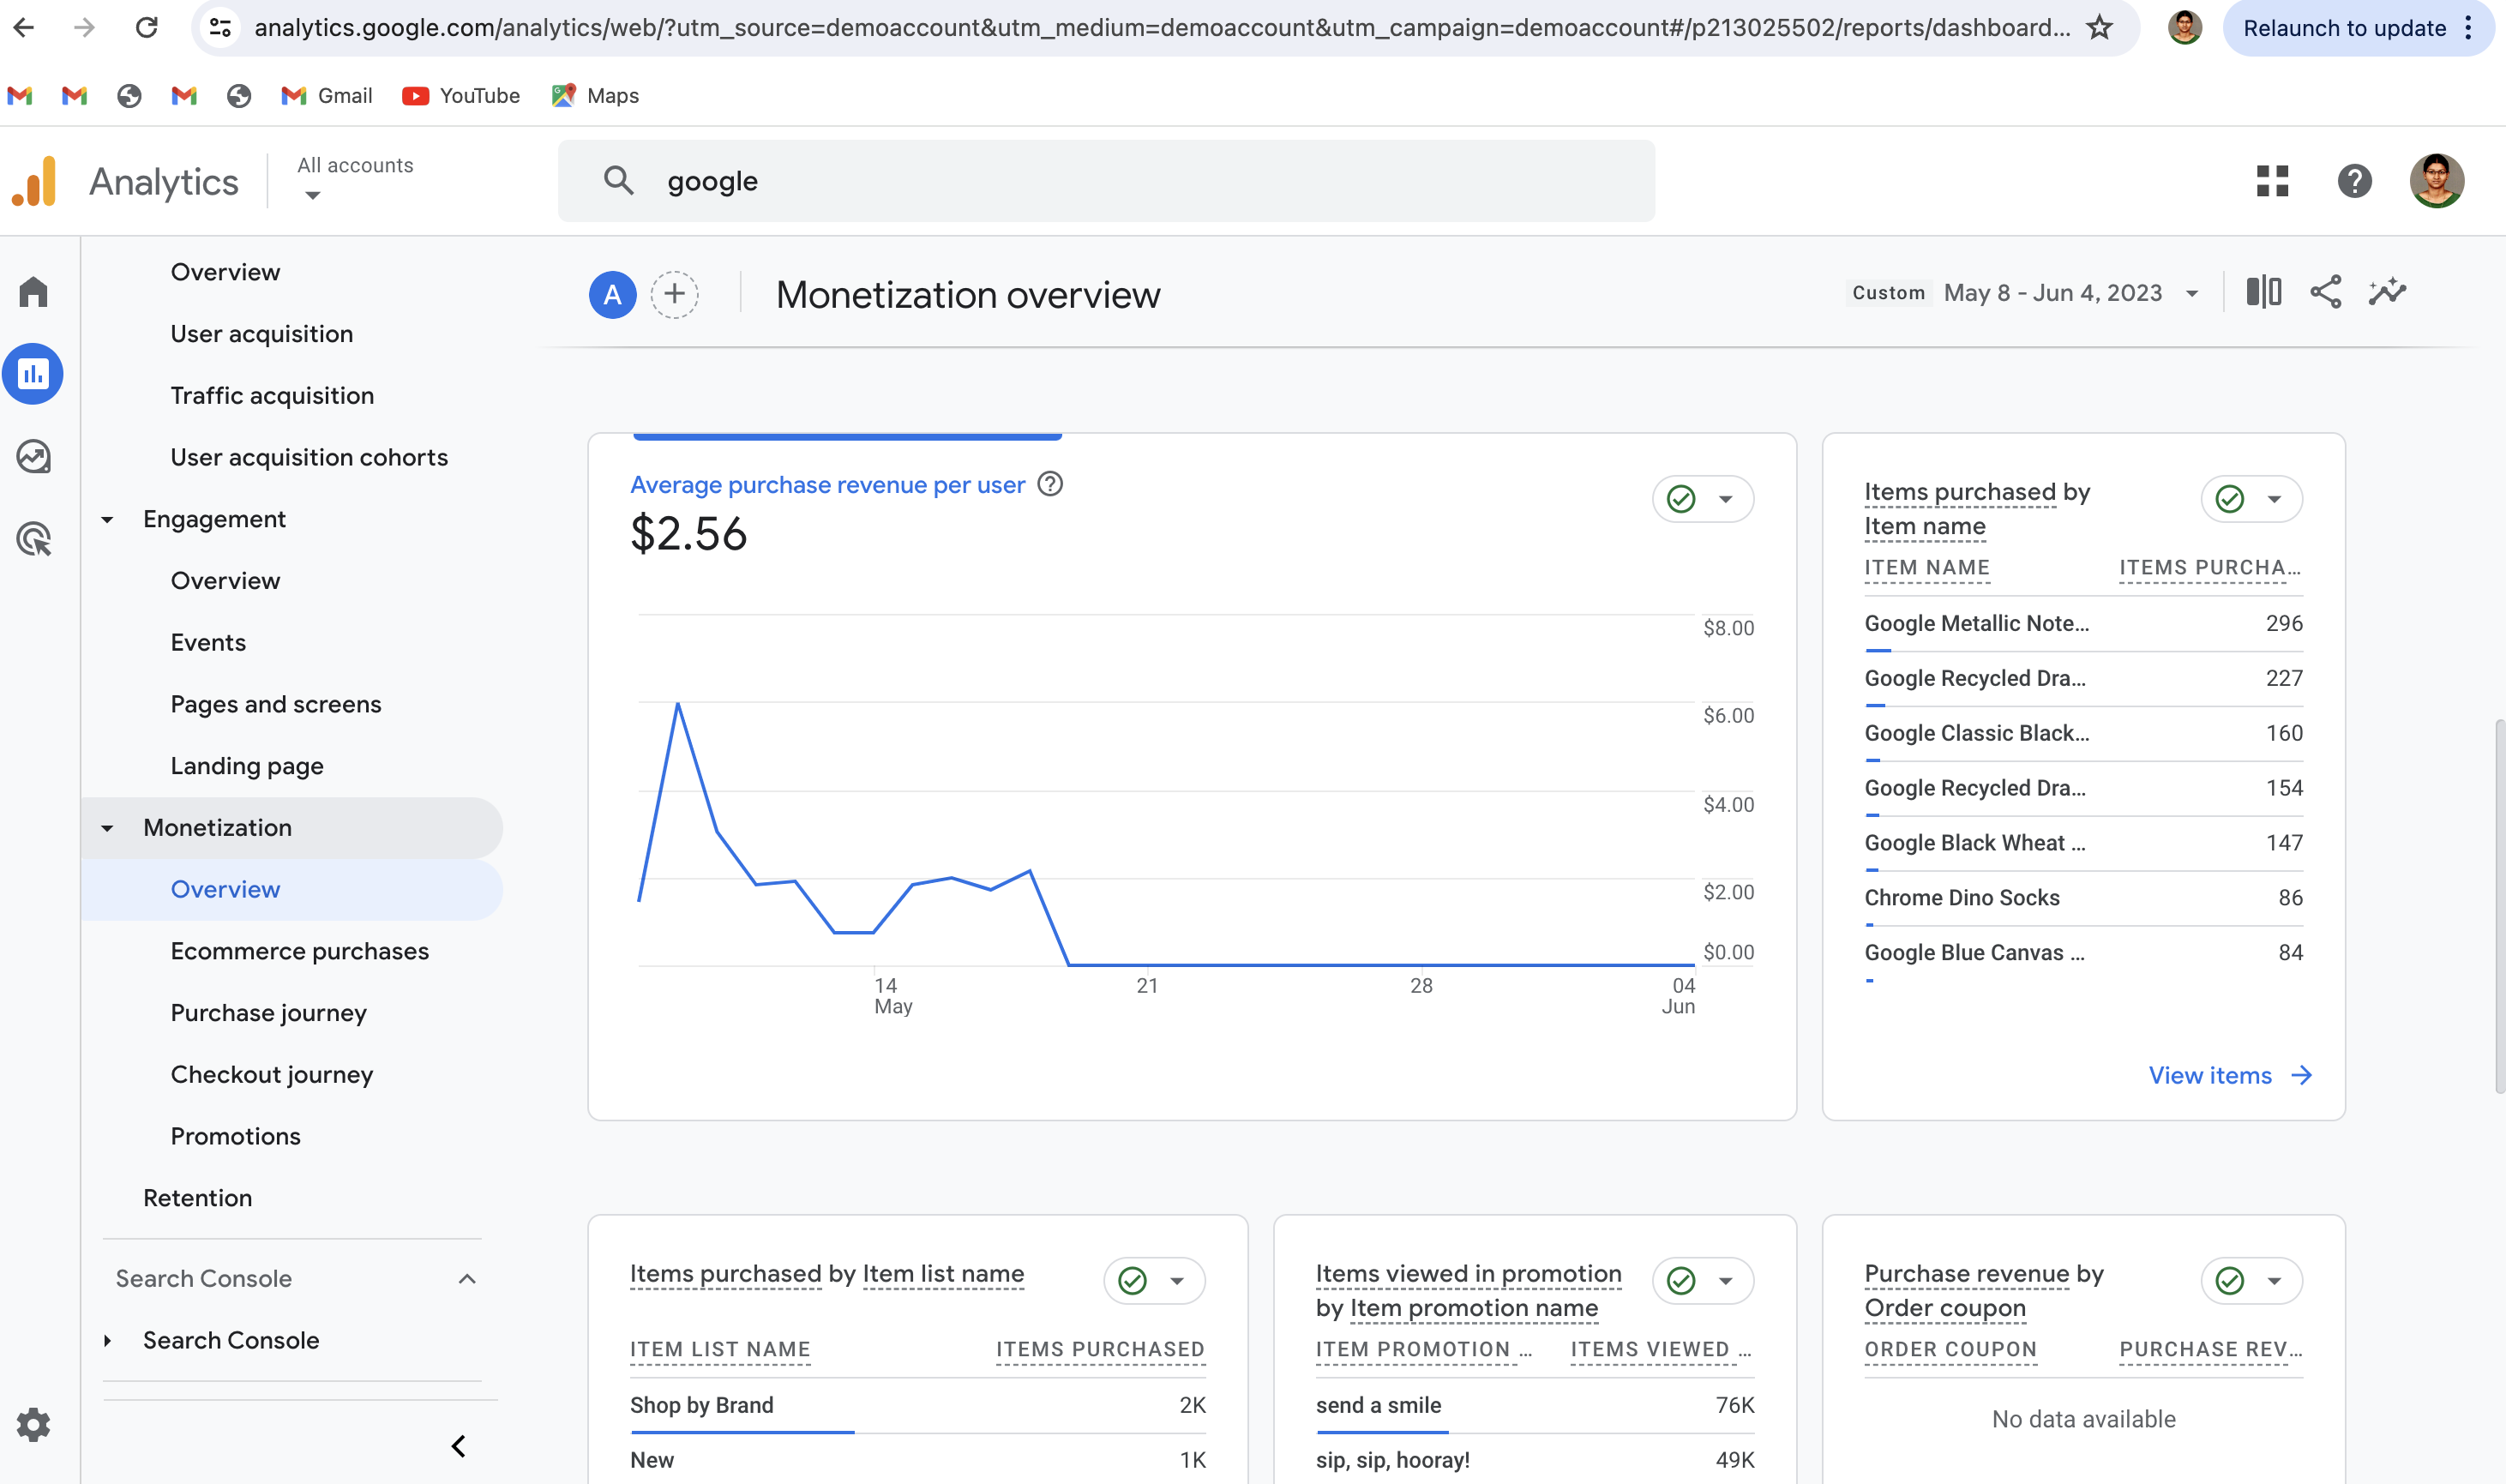 analytics.google.com/analytics/web/?utm_source=demoaccount&utm_medium=demoaccount&utm_campaign=demoaccount#/p213025502/reports/dashboard...
Relaunch to update
Gmail
YouTube
Maps
Analytics
All accounts
google
Overview
User acquisition
Traffic acquisition
User acquisition cohorts
Engagement
Overview
Events
Pages and screens
Landing page
Monetization
Overview
Ecommerce purchases
Purchase journey
Checkout journey
Promotions
Retention
Search Console
Search Console
A
Monetization overview
Custom May 8 - Jun 4, 2023
Average purchase revenue per user
$2.56
$8.00
$6.00
$4.00
$2.00
$0.00
14
May
21
28
04
Jun
Items purchased by
Item name
ITEM NAME ITEMS PURCHA...
Google Metallic Note... 296
Google Recycled Dra... 227
Google Classic Black... 160
Google Recycled Dra... 154
Google Black Wheat ... 147
Chrome Dino Socks 86
Google Blue Canvas ... 84
View items
Items purchased by Item list name
ITEM LIST NAME ITEMS PURCHASED
Shop by Brand 2K
New 1K
Items viewed in promotion
by Item promotion name
ITEM PROMOTION ... ITEMS VIEWED ...
send a smile 76K
sip, sip, hooray! 49K
Purchase revenue by
Order coupon
ORDER COUPON PURCHASE REV...
No data available